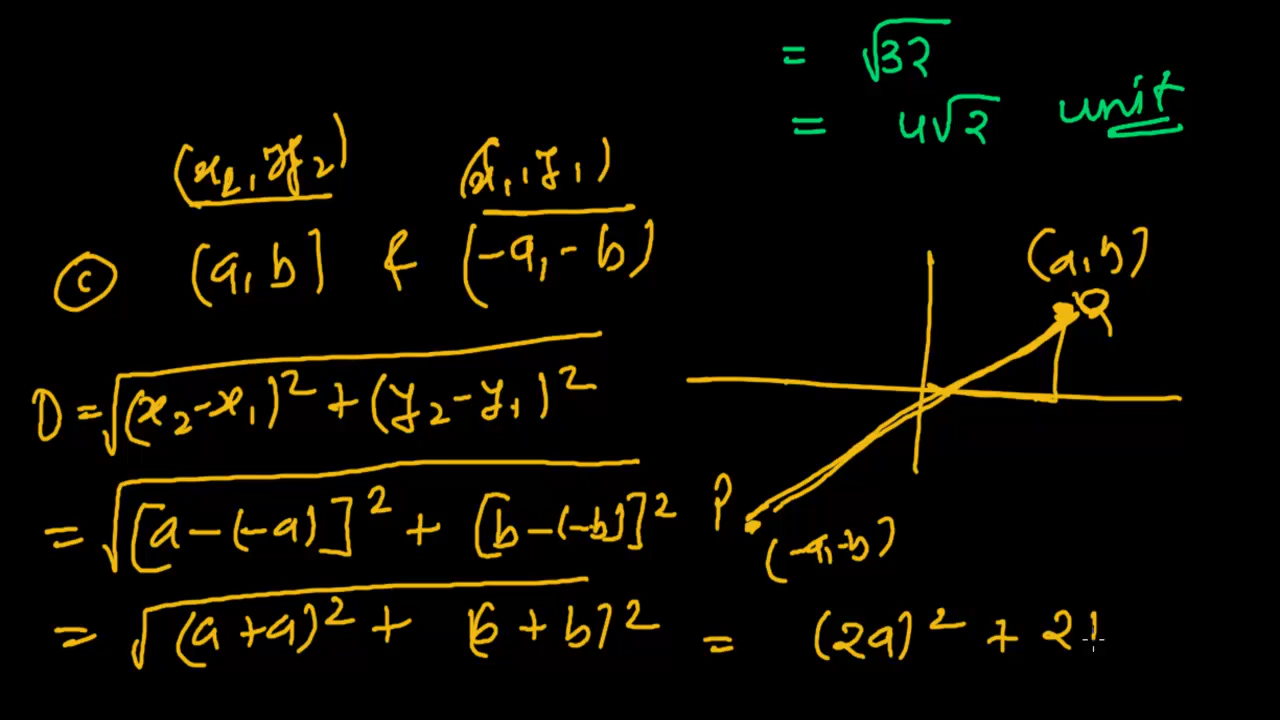 = √32
= 4√2 unit
(x₂, y₂) (x₁, y₁)
ⓒ (a, b) & (-a, -b)
(a, b)
Q
D = √(x₂-x₁)² + (y₂-y₁)²
= √[a-(-a)]² + [b-(-b)]²
P
(-a, -b)
= √(a+a)² + (b+b)² = (2a)² + 2